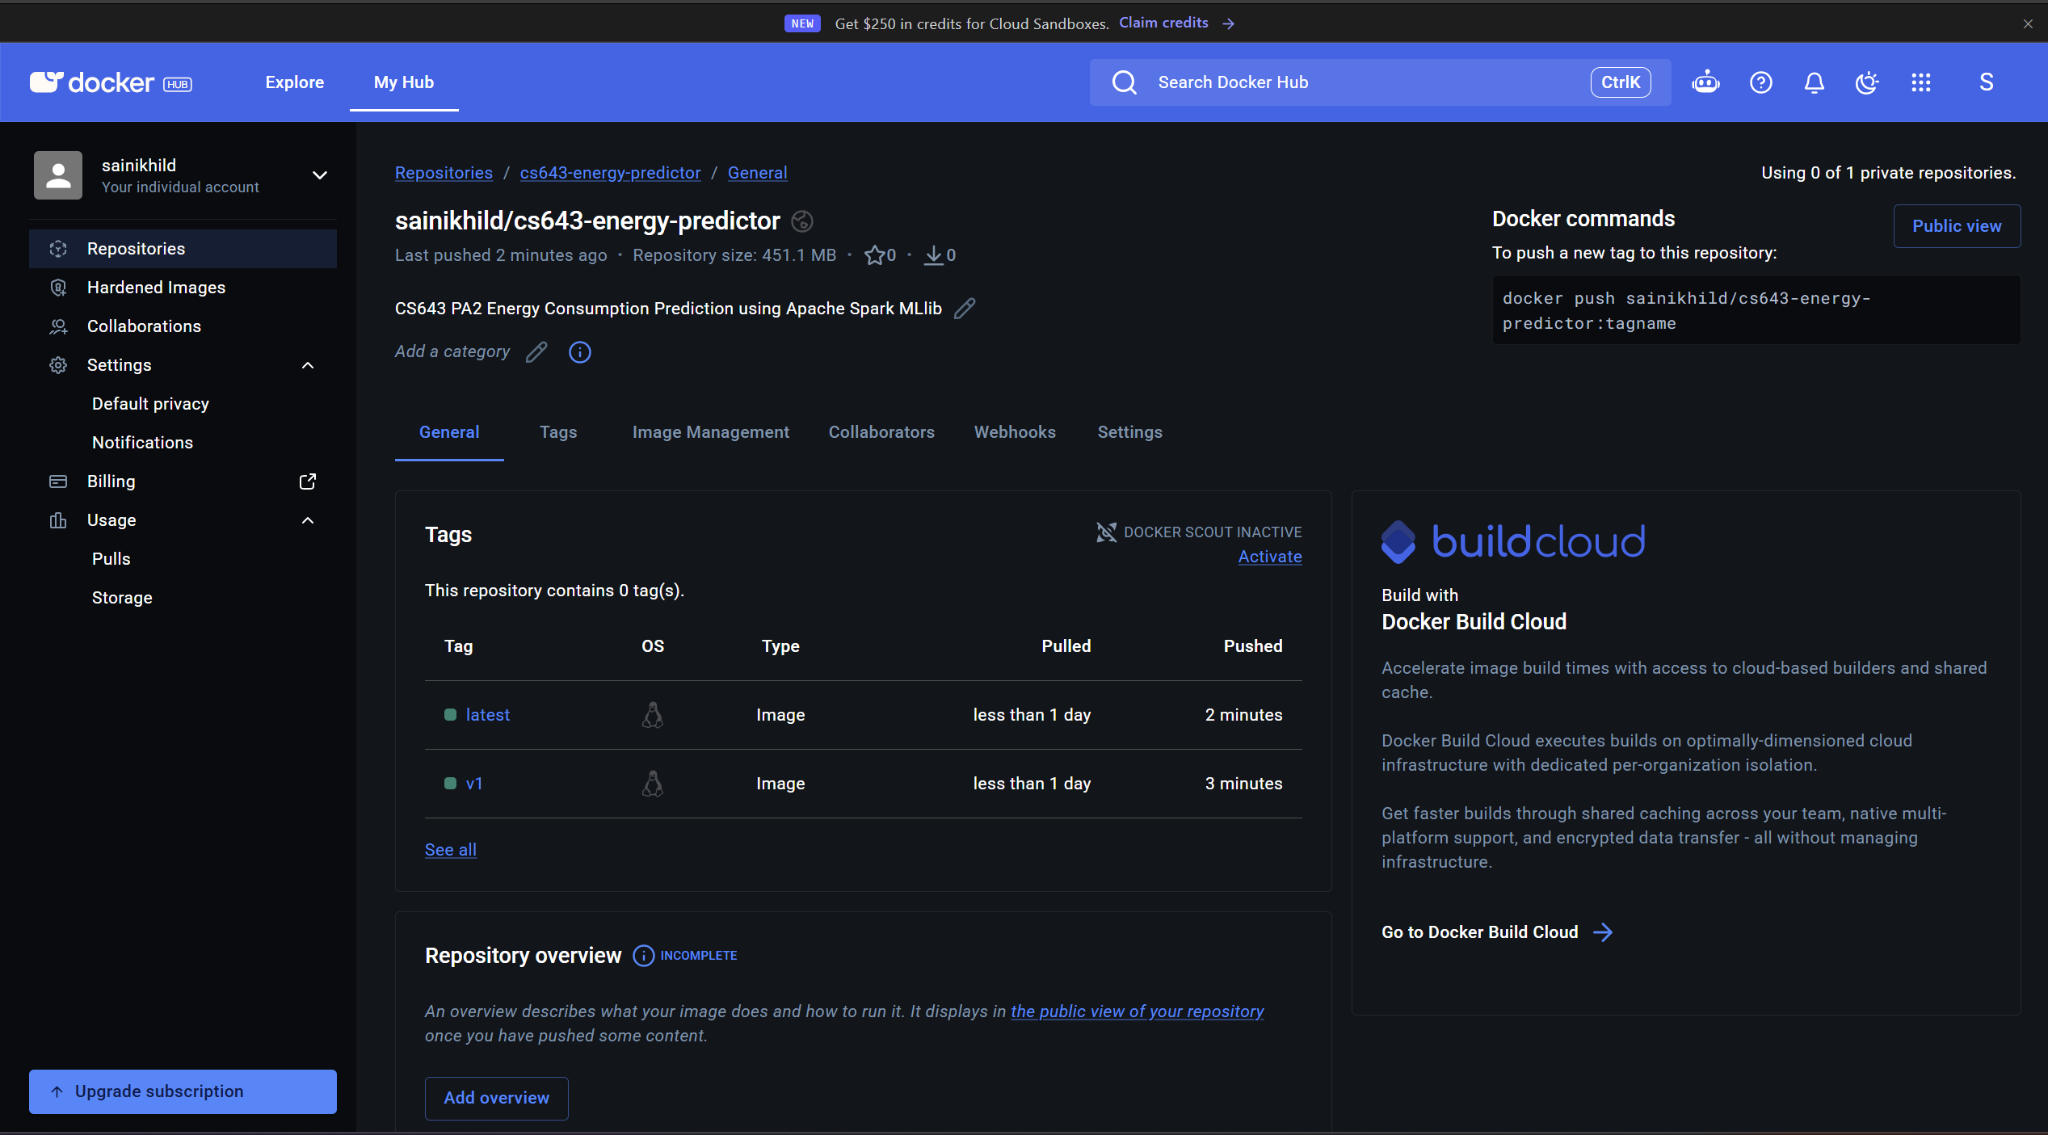 NEW Get $250 in credits for Cloud Sandboxes. Claim credits →
docker HUB Explore My Hub Search Docker Hub CtrlK S
sainikhild
Your individual account
Repositories
Hardened Images
Collaborations
Settings
Default privacy
Notifications
Billing
Usage
Pulls
Storage
Upgrade subscription
Repositories / cs643-energy-predictor / General
Using 0 of 1 private repositories.
sainikhild/cs643-energy-predictor
Last pushed 2 minutes ago · Repository size: 451.1 MB · 0 · 0
CS643 PA2 Energy Consumption Prediction using Apache Spark MLlib
Add a category
Docker commands
Public view
To push a new tag to this repository:
docker push sainikhild/cs643-energy-
predictor:tagname
General Tags Image Management Collaborators Webhooks Settings
Tags
DOCKER SCOUT INACTIVE
Activate
This repository contains 0 tag(s).
Tag OS Type Pulled Pushed
latest Image less than 1 day 2 minutes
v1 Image less than 1 day 3 minutes
See all
Repository overview INCOMPLETE
An overview describes what your image does and how to run it. It displays in the public view of your repository
once you have pushed some content.
Add overview
buildcloud
Build with
Docker Build Cloud
Accelerate image build times with access to cloud-based builders and shared
cache.
Docker Build Cloud executes builds on optimally-dimensioned cloud
infrastructure with dedicated per-organization isolation.
Get faster builds through shared caching across your team, native multi-
platform support, and encrypted data transfer - all without managing
infrastructure.
Go to Docker Build Cloud →